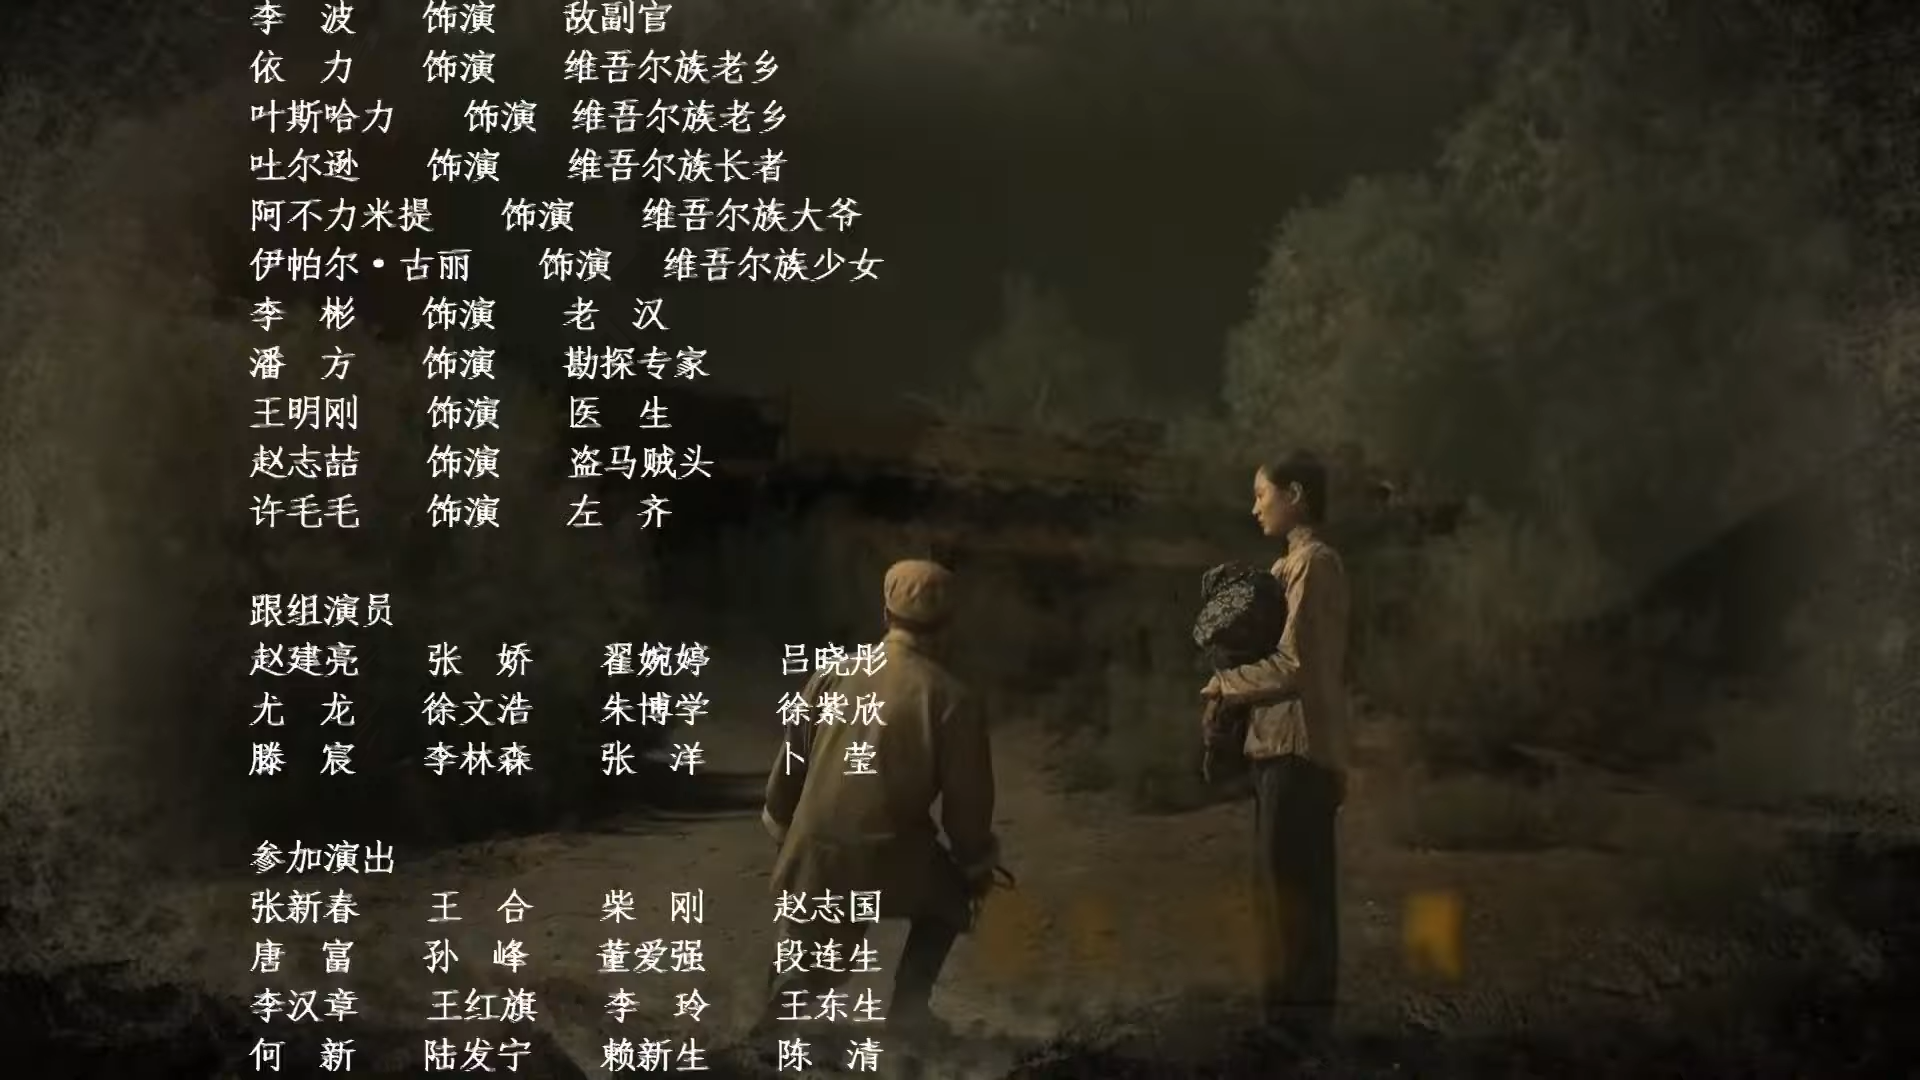 李　波　　饰演　　敌副官
依　力　　饰演　　维吾尔族老乡
叶斯哈力　　饰演　维吾尔族老乡
吐尔逊　　饰演　　维吾尔族长者
阿不力米提　　饰演　　维吾尔族大爷
伊帕尔·古丽　　饰演　　维吾尔族少女
李　彬　　饰演　　老　汉
潘　方　　饰演　　勘探专家
王明刚　　饰演　　医　生
赵志喆　　饰演　　盗马贼头
许毛毛　　饰演　　左　齐
跟组演员
赵建亮　　张　娇　　翟婉婷　　吕晓彤
尤　龙　　徐文浩　　朱博学　　徐紫欣
滕　宸　　李林森　　张　洋　　卜　莹
参加演出
张新春　　王　合　　柴　刚　　赵志国
唐　富　　孙　峰　　董爱强　　段连生
李汉章　　王红旗　　李　玲　　王东生
何　新　　陆发宁　　赖新生　　陈　清